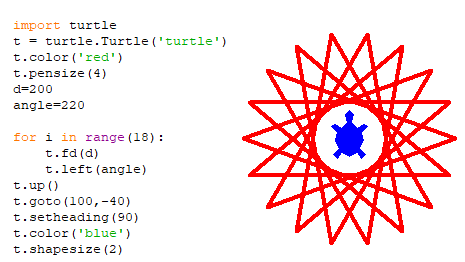 import turtle
t = turtle.Turtle('turtle')
t.color('red')
t.pensize(4)
d=200
angle=220
for i in range(18):
    t.fd(d)
    t.left(angle)
t.up()
t.goto(100,-40)
t.setheading(90)
t.color('blue')
t.shapesize(2)